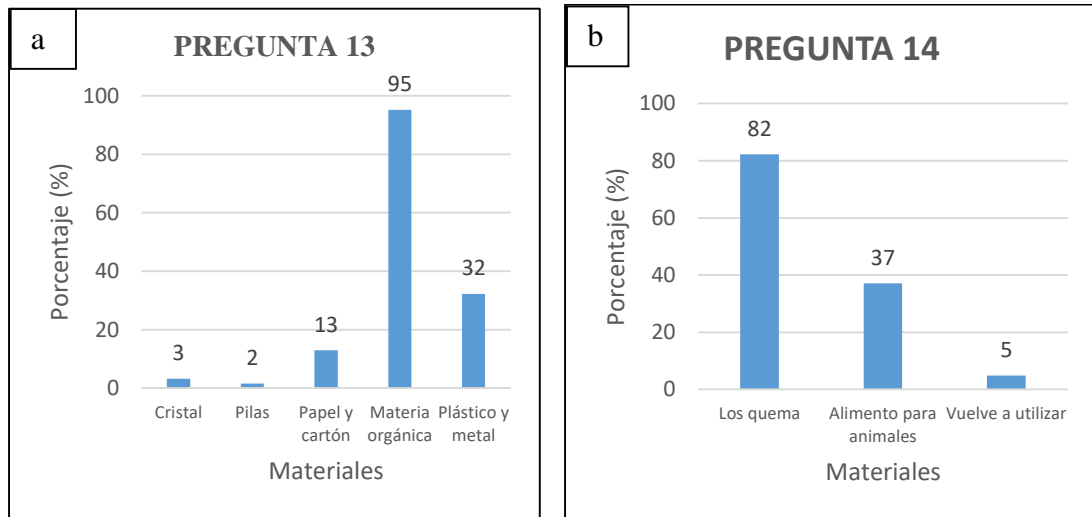 a
PREGUNTA 13
Porcentaje (%)
100
80
60
40
20
0
3
2
13
95
32
Cristal
Pilas
Papel y
cartón
Materia
orgánica
Plástico y
metal
Materiales
b
PREGUNTA 14
Porcentaje (%)
100
80
60
40
20
0
82
37
5
Los quema
Alimento para
animales
Vuelve a utilizar
Materiales